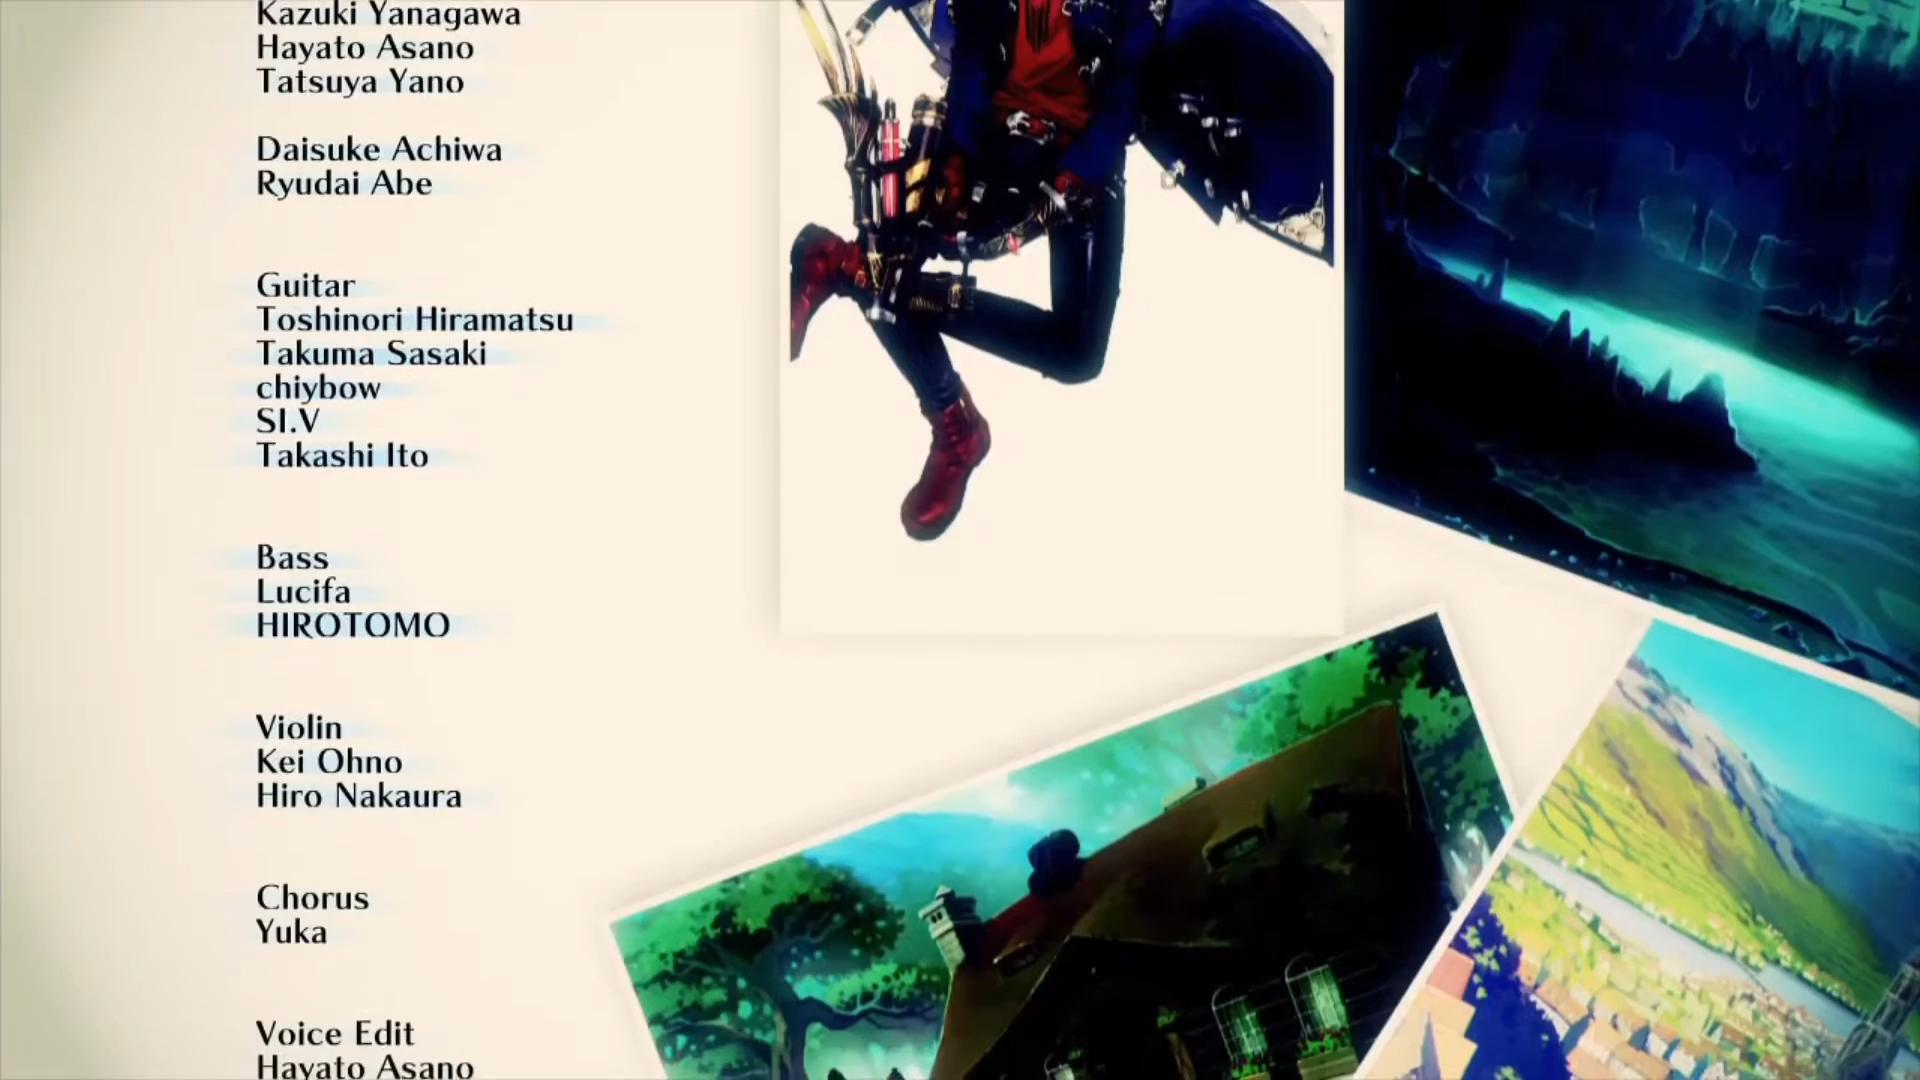 Kazuki Yanagawa
Hayato Asano
Tatsuya Yano
Daisuke Achiwa
Ryudai Abe
Guitar
Toshinori Hiramatsu
Takuma Sasaki
chiybow
SI.V
Takashi Ito
Bass
Lucifa
HIROTOMO
Violin
Kei Ohno
Hiro Nakaura
Chorus
Yuka
Voice Edit
Hayato Asano